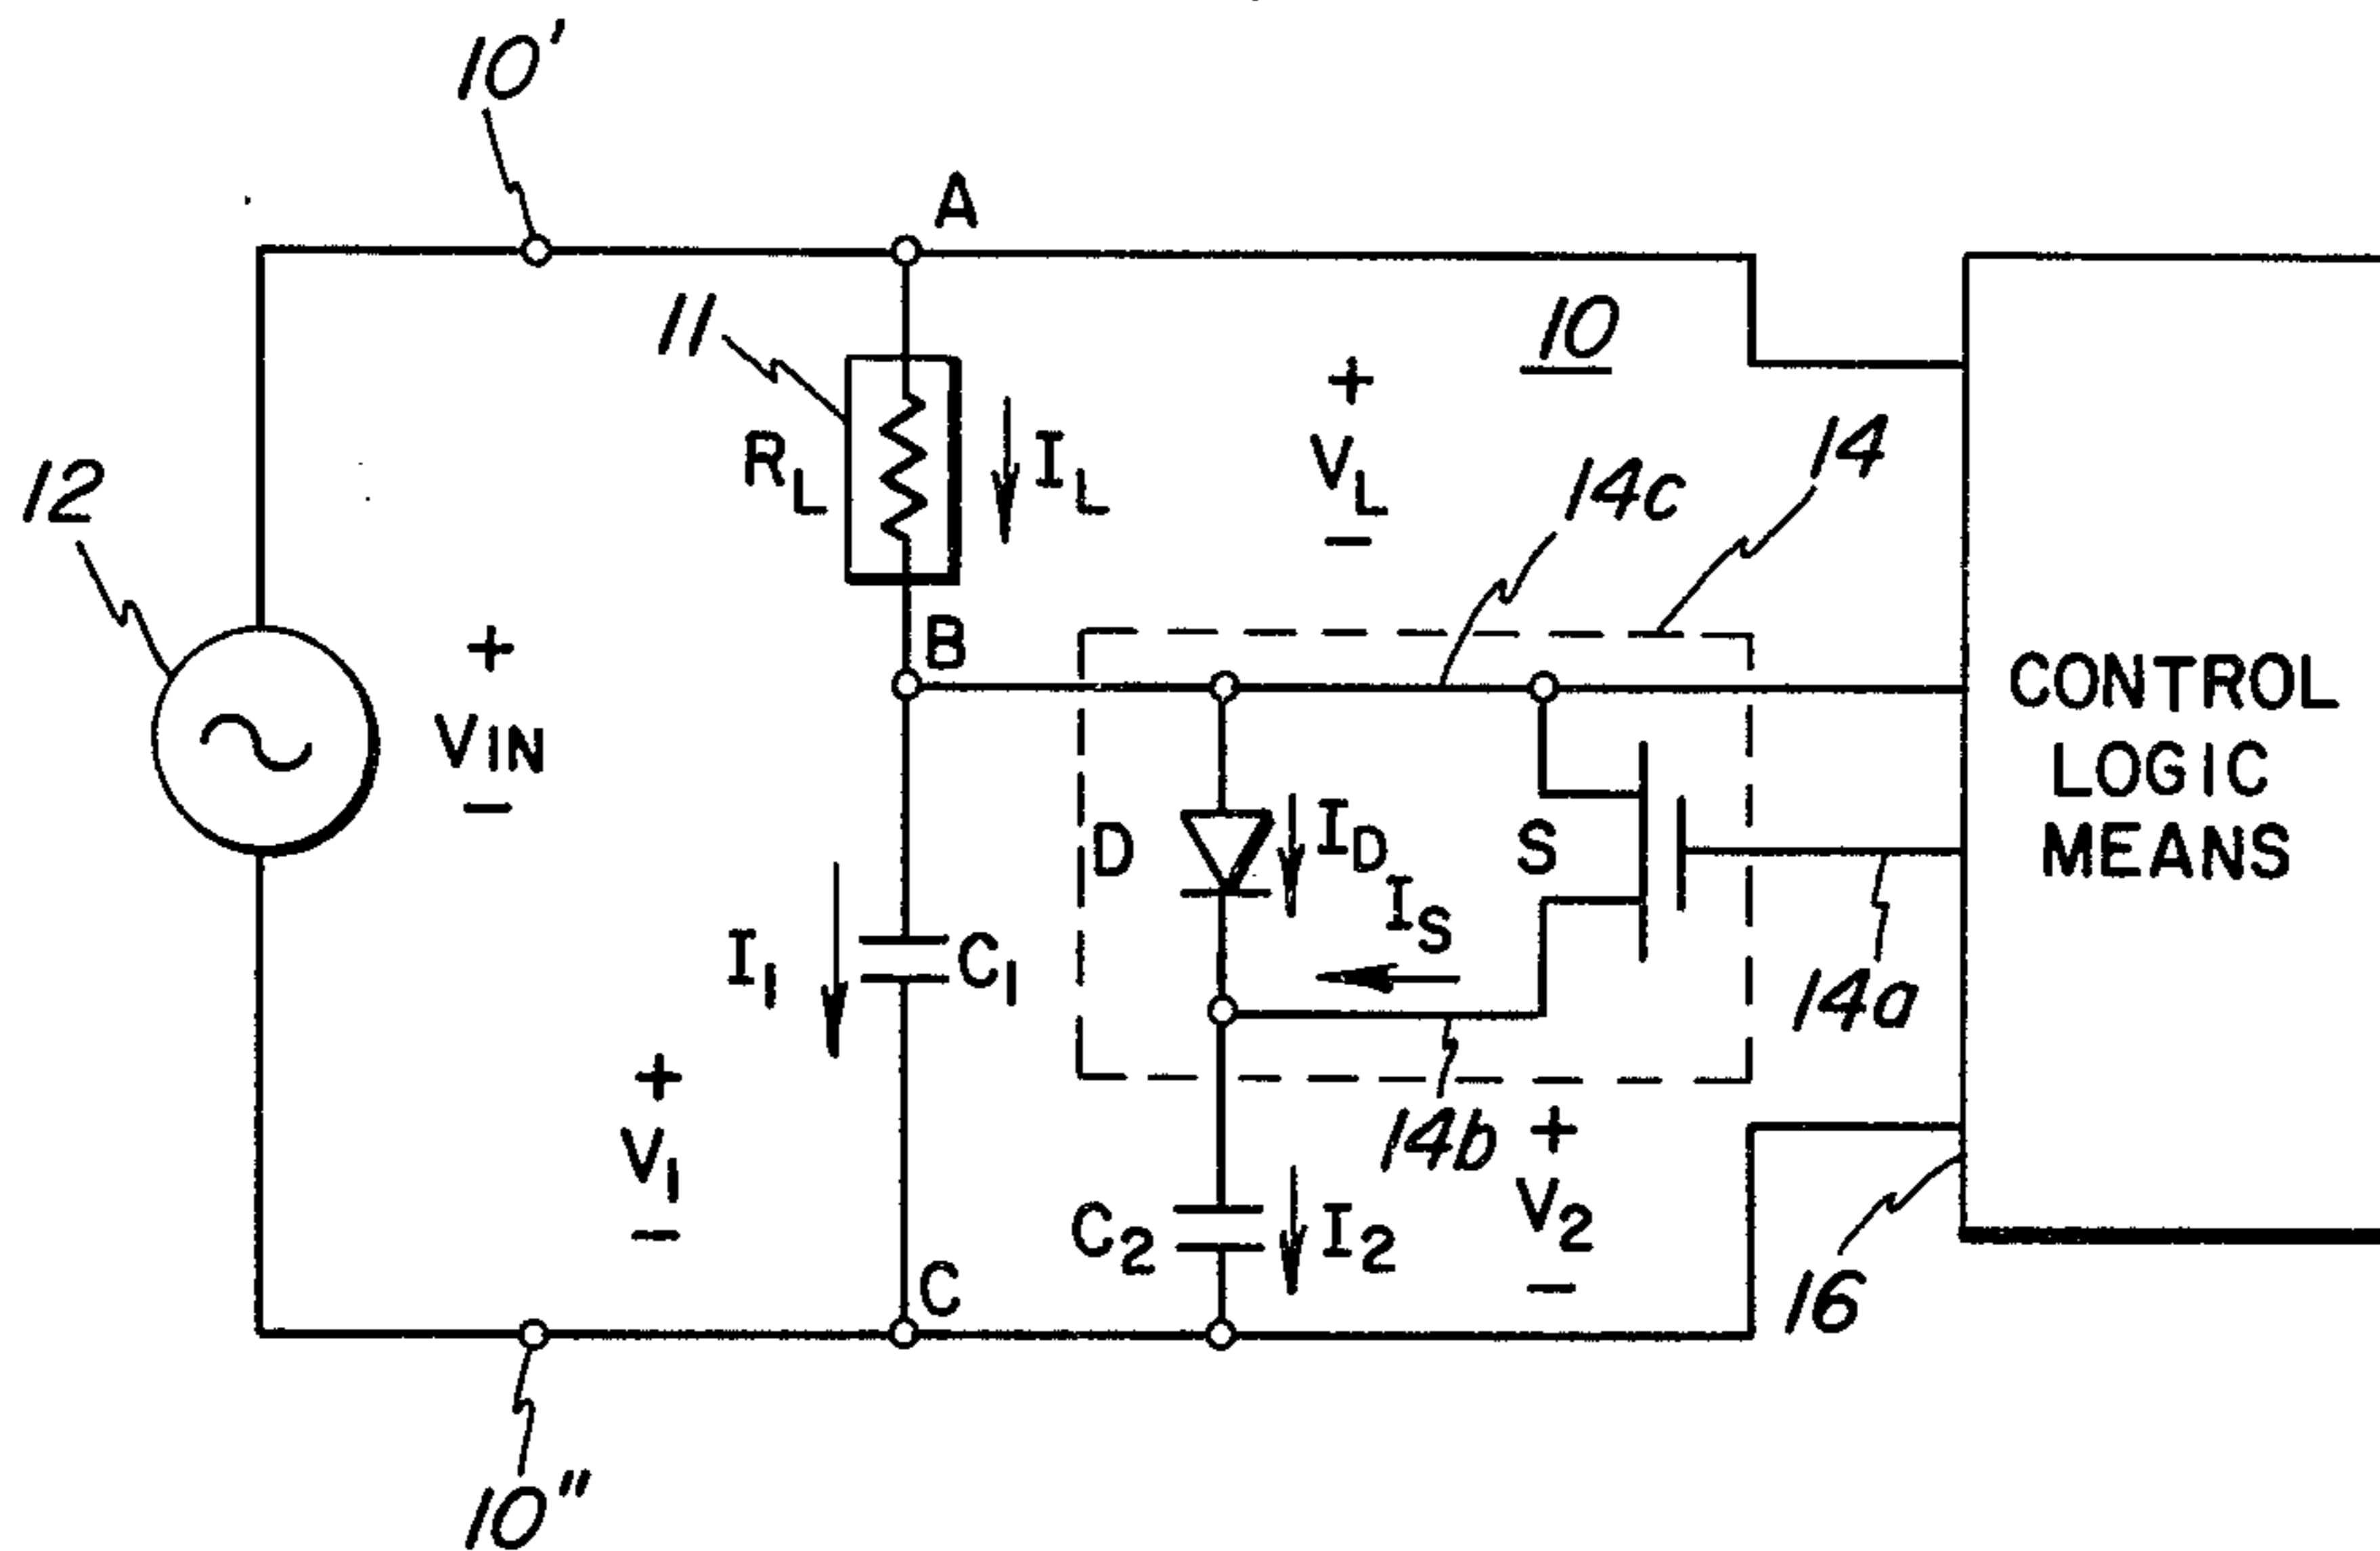 10'
A
11
10
+
RL
IL
VL
14c
14
−
12
+
VIN
−
B
CONTROL
LOGIC
MEANS
D
ID
S
IS
I1
C1
14a
+
V1
−
14b
+
V2
−
C2
I2
C
16
10"